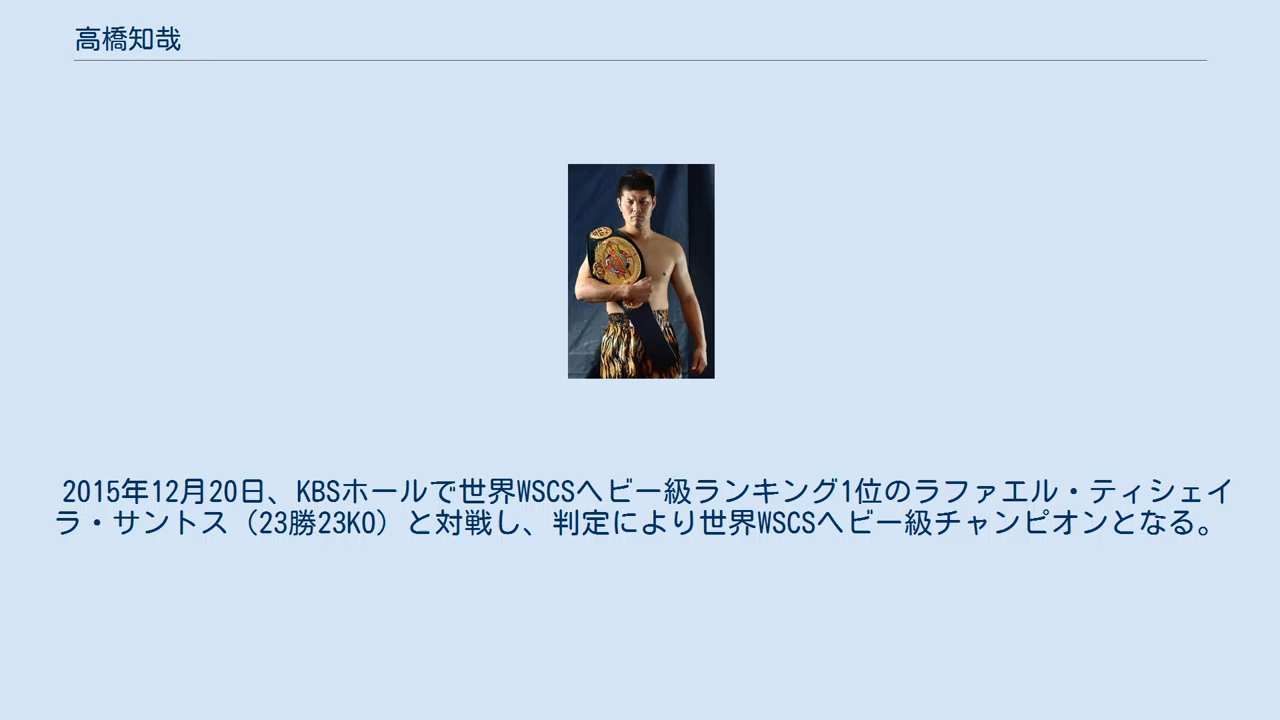 高橋知哉
2015年12月20日、KBSホールで世界WSCSヘビー級ランキング1位のラファエル・ティシェイ
ラ・サントス（23勝23KO）と対戦し、判定により世界WSCSヘビー級チャンピオンとなる。